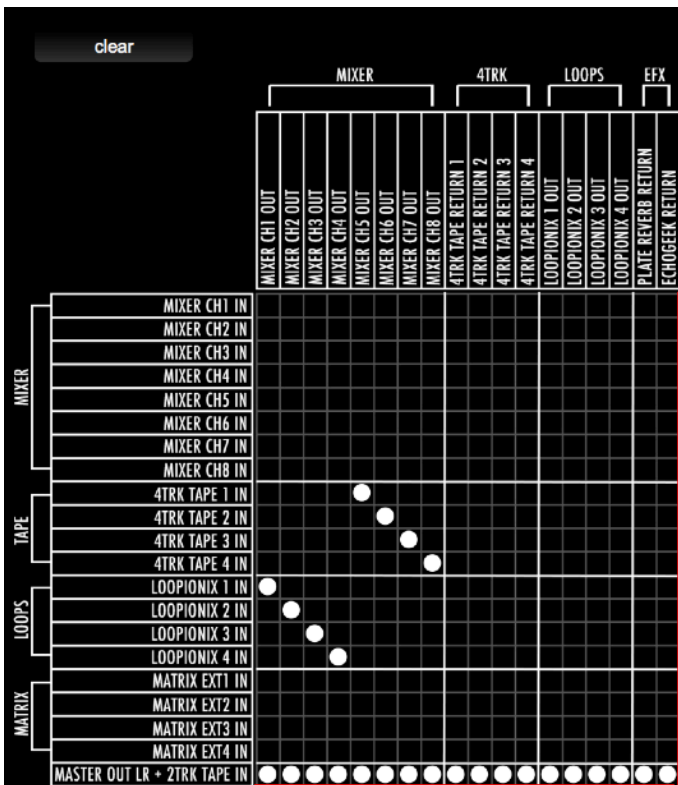 clear
MIXER 4TRK LOOPS EFX
MIXER CH1 OUT
MIXER CH2 OUT
MIXER CH3 OUT
MIXER CH4 OUT
MIXER CH5 OUT
MIXER CH6 OUT
MIXER CH7 OUT
MIXER CH8 OUT
4TRK TAPE RETURN 1
4TRK TAPE RETURN 2
4TRK TAPE RETURN 3
4TRK TAPE RETURN 4
LOOPIONIX 1 OUT
LOOPIONIX 2 OUT
LOOPIONIX 3 OUT
LOOPIONIX 4 OUT
PLATE REVERB RETURN
ECHOGEEK RETURN
MIXER
MIXER CH1 IN
MIXER CH2 IN
MIXER CH3 IN
MIXER CH4 IN
MIXER CH5 IN
MIXER CH6 IN
MIXER CH7 IN
MIXER CH8 IN
TAPE
4TRK TAPE 1 IN
4TRK TAPE 2 IN
4TRK TAPE 3 IN
4TRK TAPE 4 IN
LOOPS
LOOPIONIX 1 IN
LOOPIONIX 2 IN
LOOPIONIX 3 IN
LOOPIONIX 4 IN
MATRIX
MATRIX EXT1 IN
MATRIX EXT2 IN
MATRIX EXT3 IN
MATRIX EXT4 IN
MASTER OUT LR + 2TRK TAPE IN